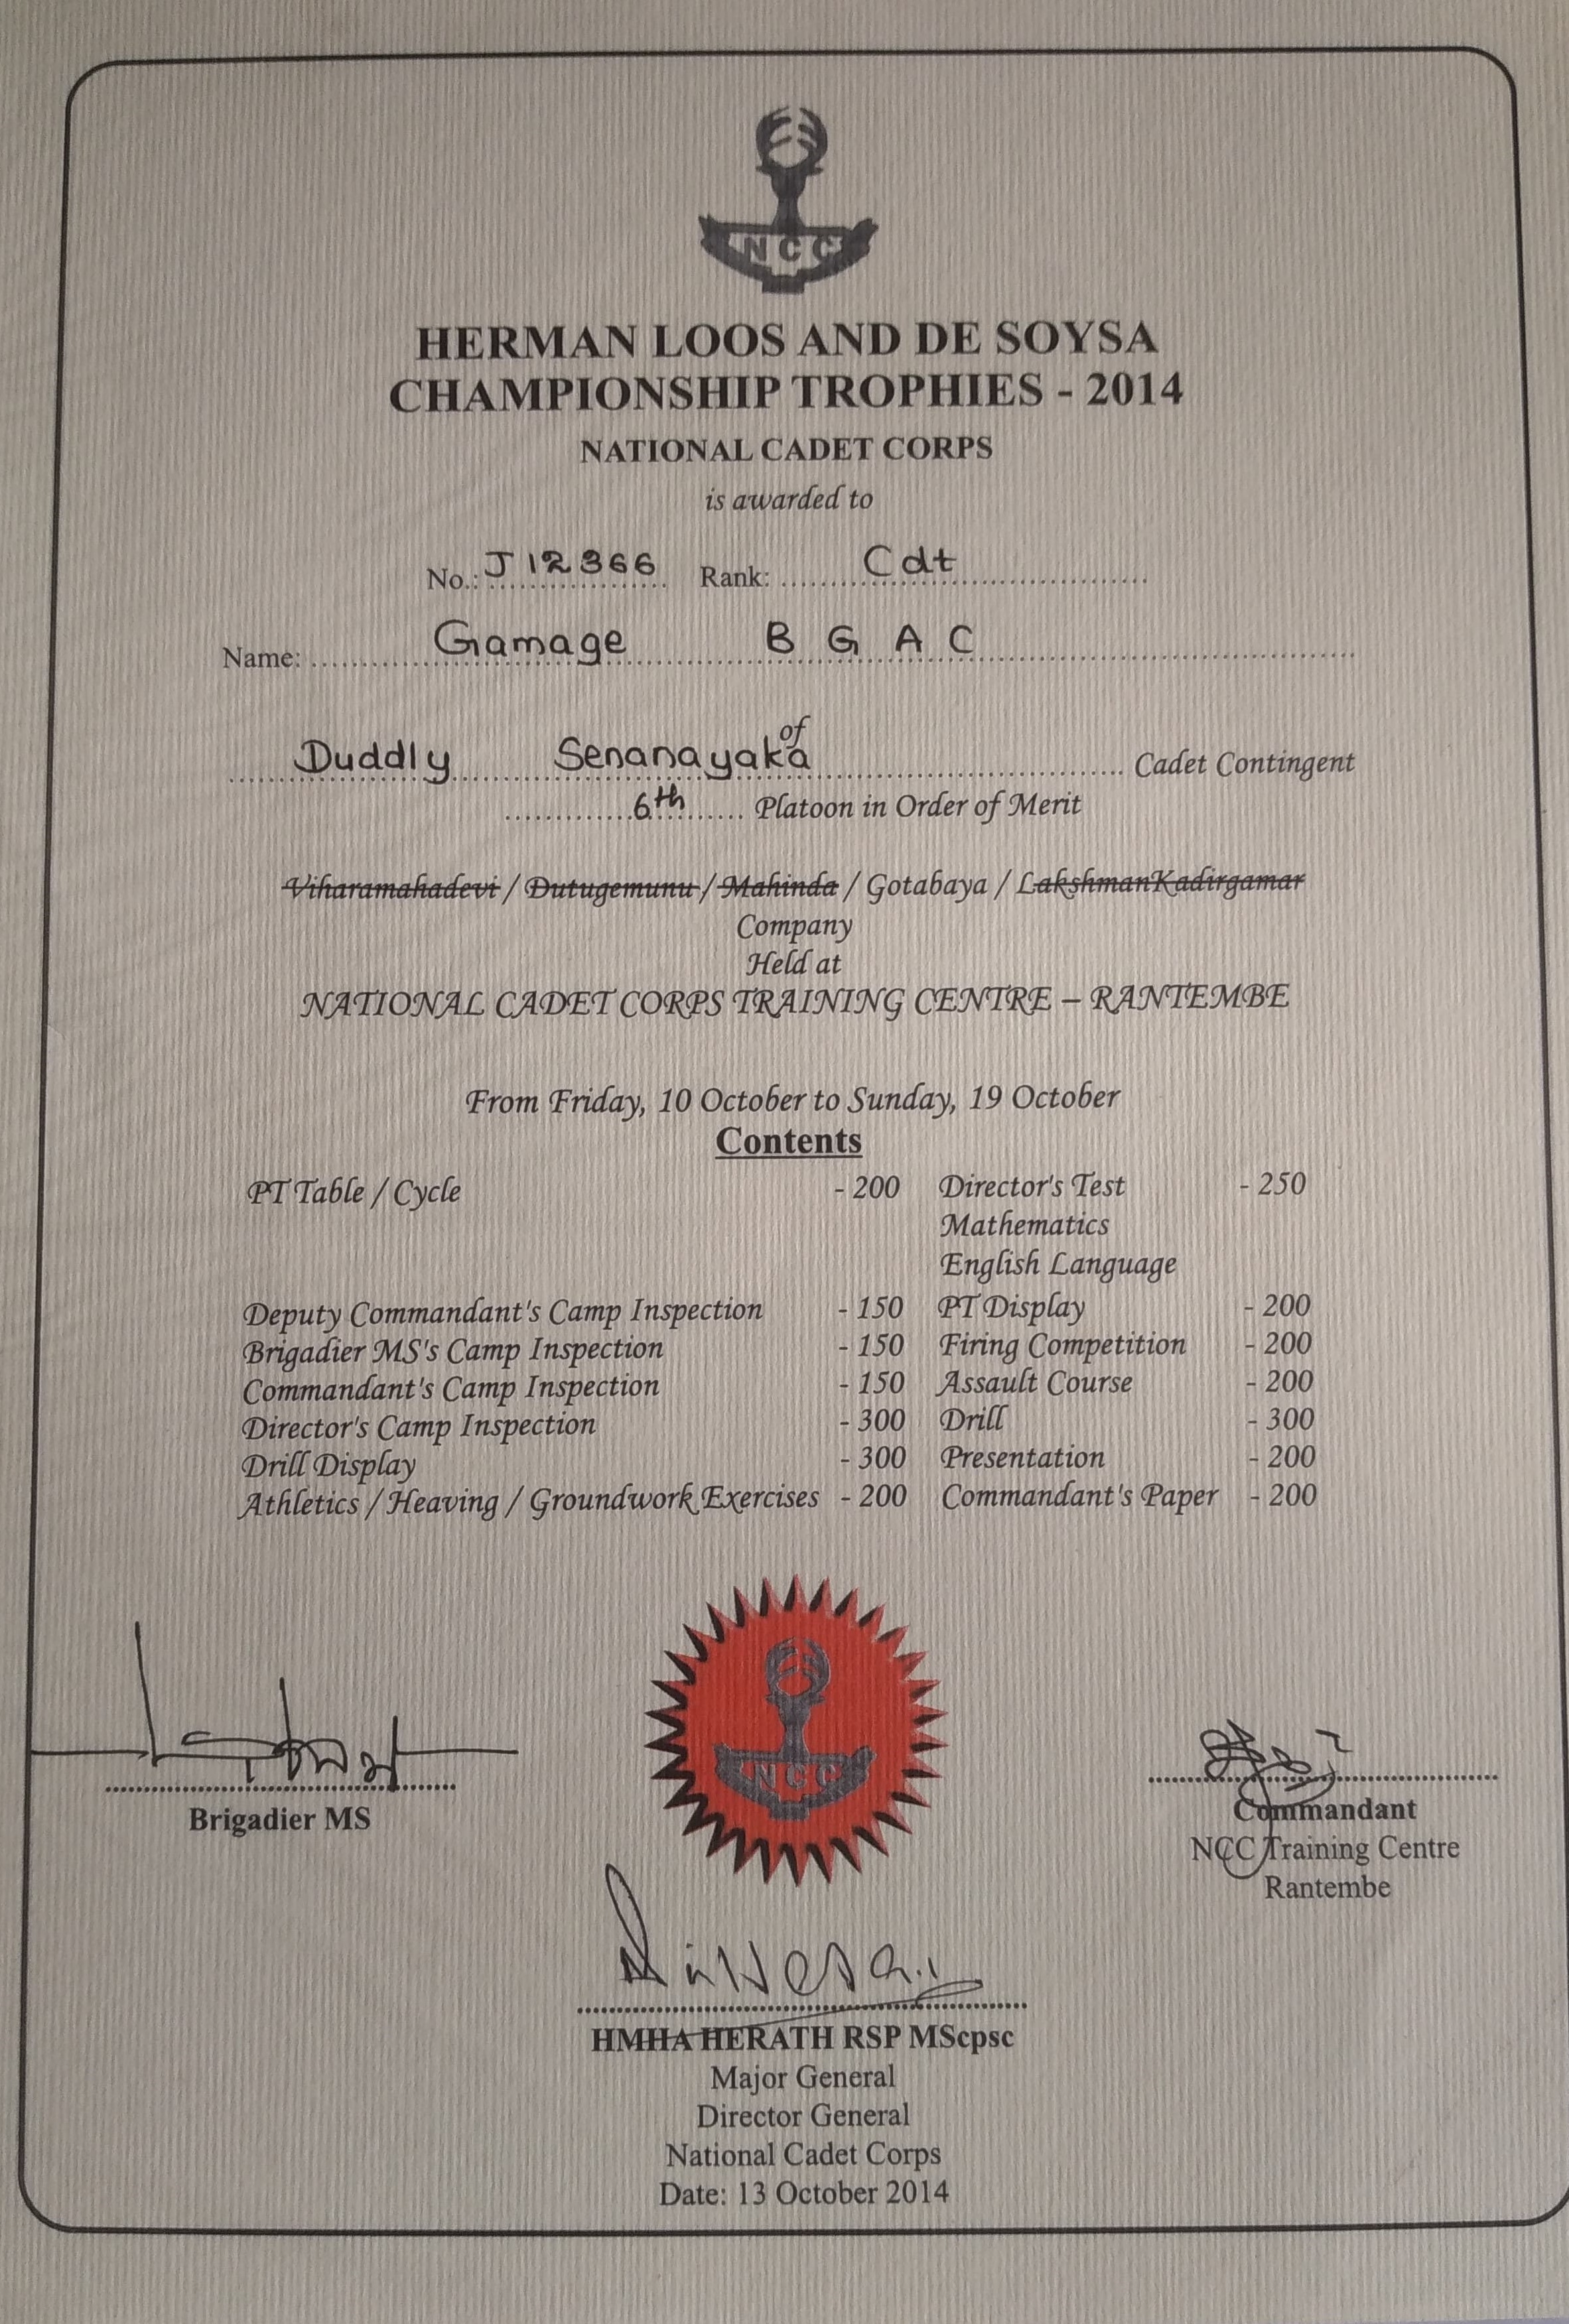 NCC
HERMAN LOOS AND DE SOYSA
CHAMPIONSHIP TROPHIES - 2014
NATIONAL CADET CORPS
is awarded to
No.: J 12366 Rank: Cdt
Name: Gamage B G A C
of
Duddly Senanayaka Cadet Contingent
6th Platoon in Order of Merit
Viharamahadevi / Dutugemunu / Mahinda / Gotabaya / LakshmanKadirgamar
Company
Held at
NATIONAL CADET CORPS TRAINING CENTRE – RANTEMBE
From Friday, 10 October to Sunday, 19 October
Contents
PT Table / Cycle - 200 Director's Test - 250
Mathematics
English Language
Deputy Commandant's Camp Inspection - 150 PT Display - 200
Brigadier MS's Camp Inspection - 150 Firing Competition - 200
Commandant's Camp Inspection - 150 Assault Course - 200
Director's Camp Inspection - 300 Drill - 300
Drill Display - 300 Presentation - 200
Athletics / Heaving / Groundwork Exercises - 200 Commandant's Paper - 200
NCC
Brigadier MS
Commandant
NCC Training Centre
Rantembe
HMHA HERATH RSP MScpsc
Major General
Director General
National Cadet Corps
Date: 13 October 2014